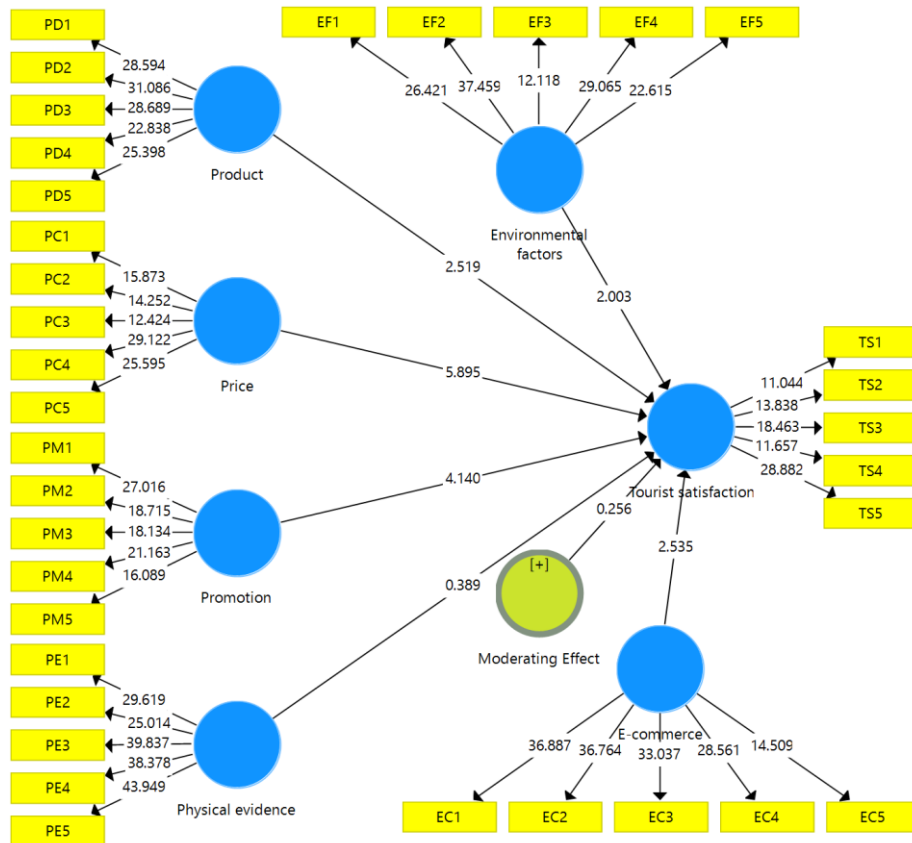 PD1
PD2
PD3
PD4
PD5
28.594
31.086
28.689
22.838
25.398
Product
EF1
EF2
EF3
EF4
EF5
26.421
37.459
12.118
29.065
22.615
Environmental
factors
2.519
2.003
PC1
PC2
PC3
PC4
PC5
15.873
14.252
12.424
29.122
25.595
Price
5.895
TS1
TS2
TS3
TS4
TS5
11.044
13.838
18.463
11.657
28.882
Tourist satisfaction
PM1
PM2
PM3
PM4
PM5
27.016
18.715
18.134
21.163
16.089
Promotion
4.140
0.256
2.535
0.389
[+]
Moderating Effect
PE1
PE2
PE3
PE4
PE5
29.619
25.014
39.837
38.378
43.949
Physical evidence
E-commerce
36.887
36.764
33.037
28.561
14.509
EC1
EC2
EC3
EC4
EC5